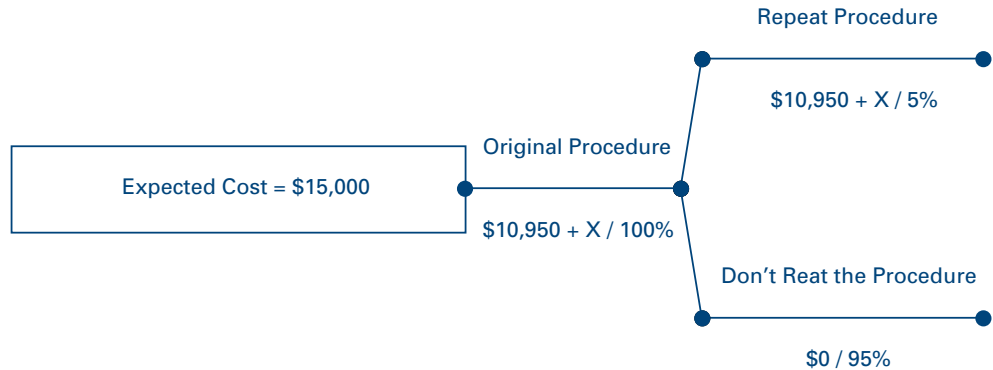 Repeat Procedure
$10,950 + X / 5%
Original Procedure
Expected Cost = $15,000
$10,950 + X / 100%
Don’t Reat the Procedure
$0 / 95%